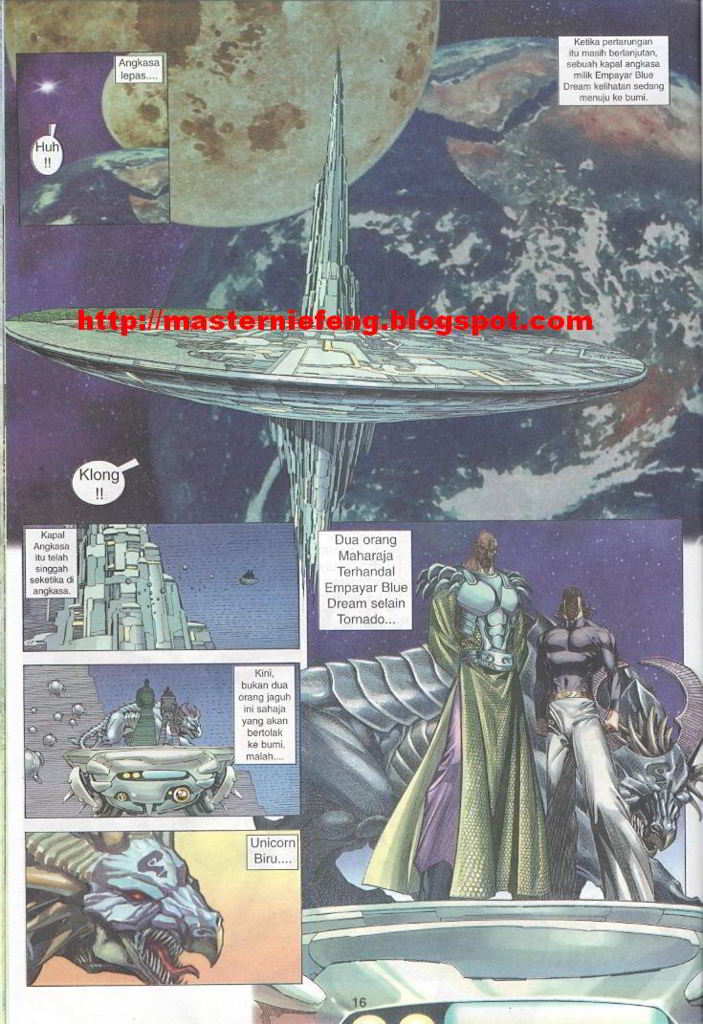 Angkasa
lepas....
Huh
!!
Ketika pertarungan
itu masih berlanjutan,
sebuah kapal angkasa
milik Empayar Blue
Dream kelihatan sedang
menuju ke bumi.
http://masterniefeng.blogspot.com
Klong
!!
Kapal
Angkasa
itu telah
singgah
seketika di
angkasa.
Dua orang
Maharaja
Terhandal
Empayar Blue
Dream selain
Tornado...
Kini,
bukan dua
orang jaguh
ini sahaja
yang akan
bertolak
ke bumi,
malah....
Unicorn
Biru....
16